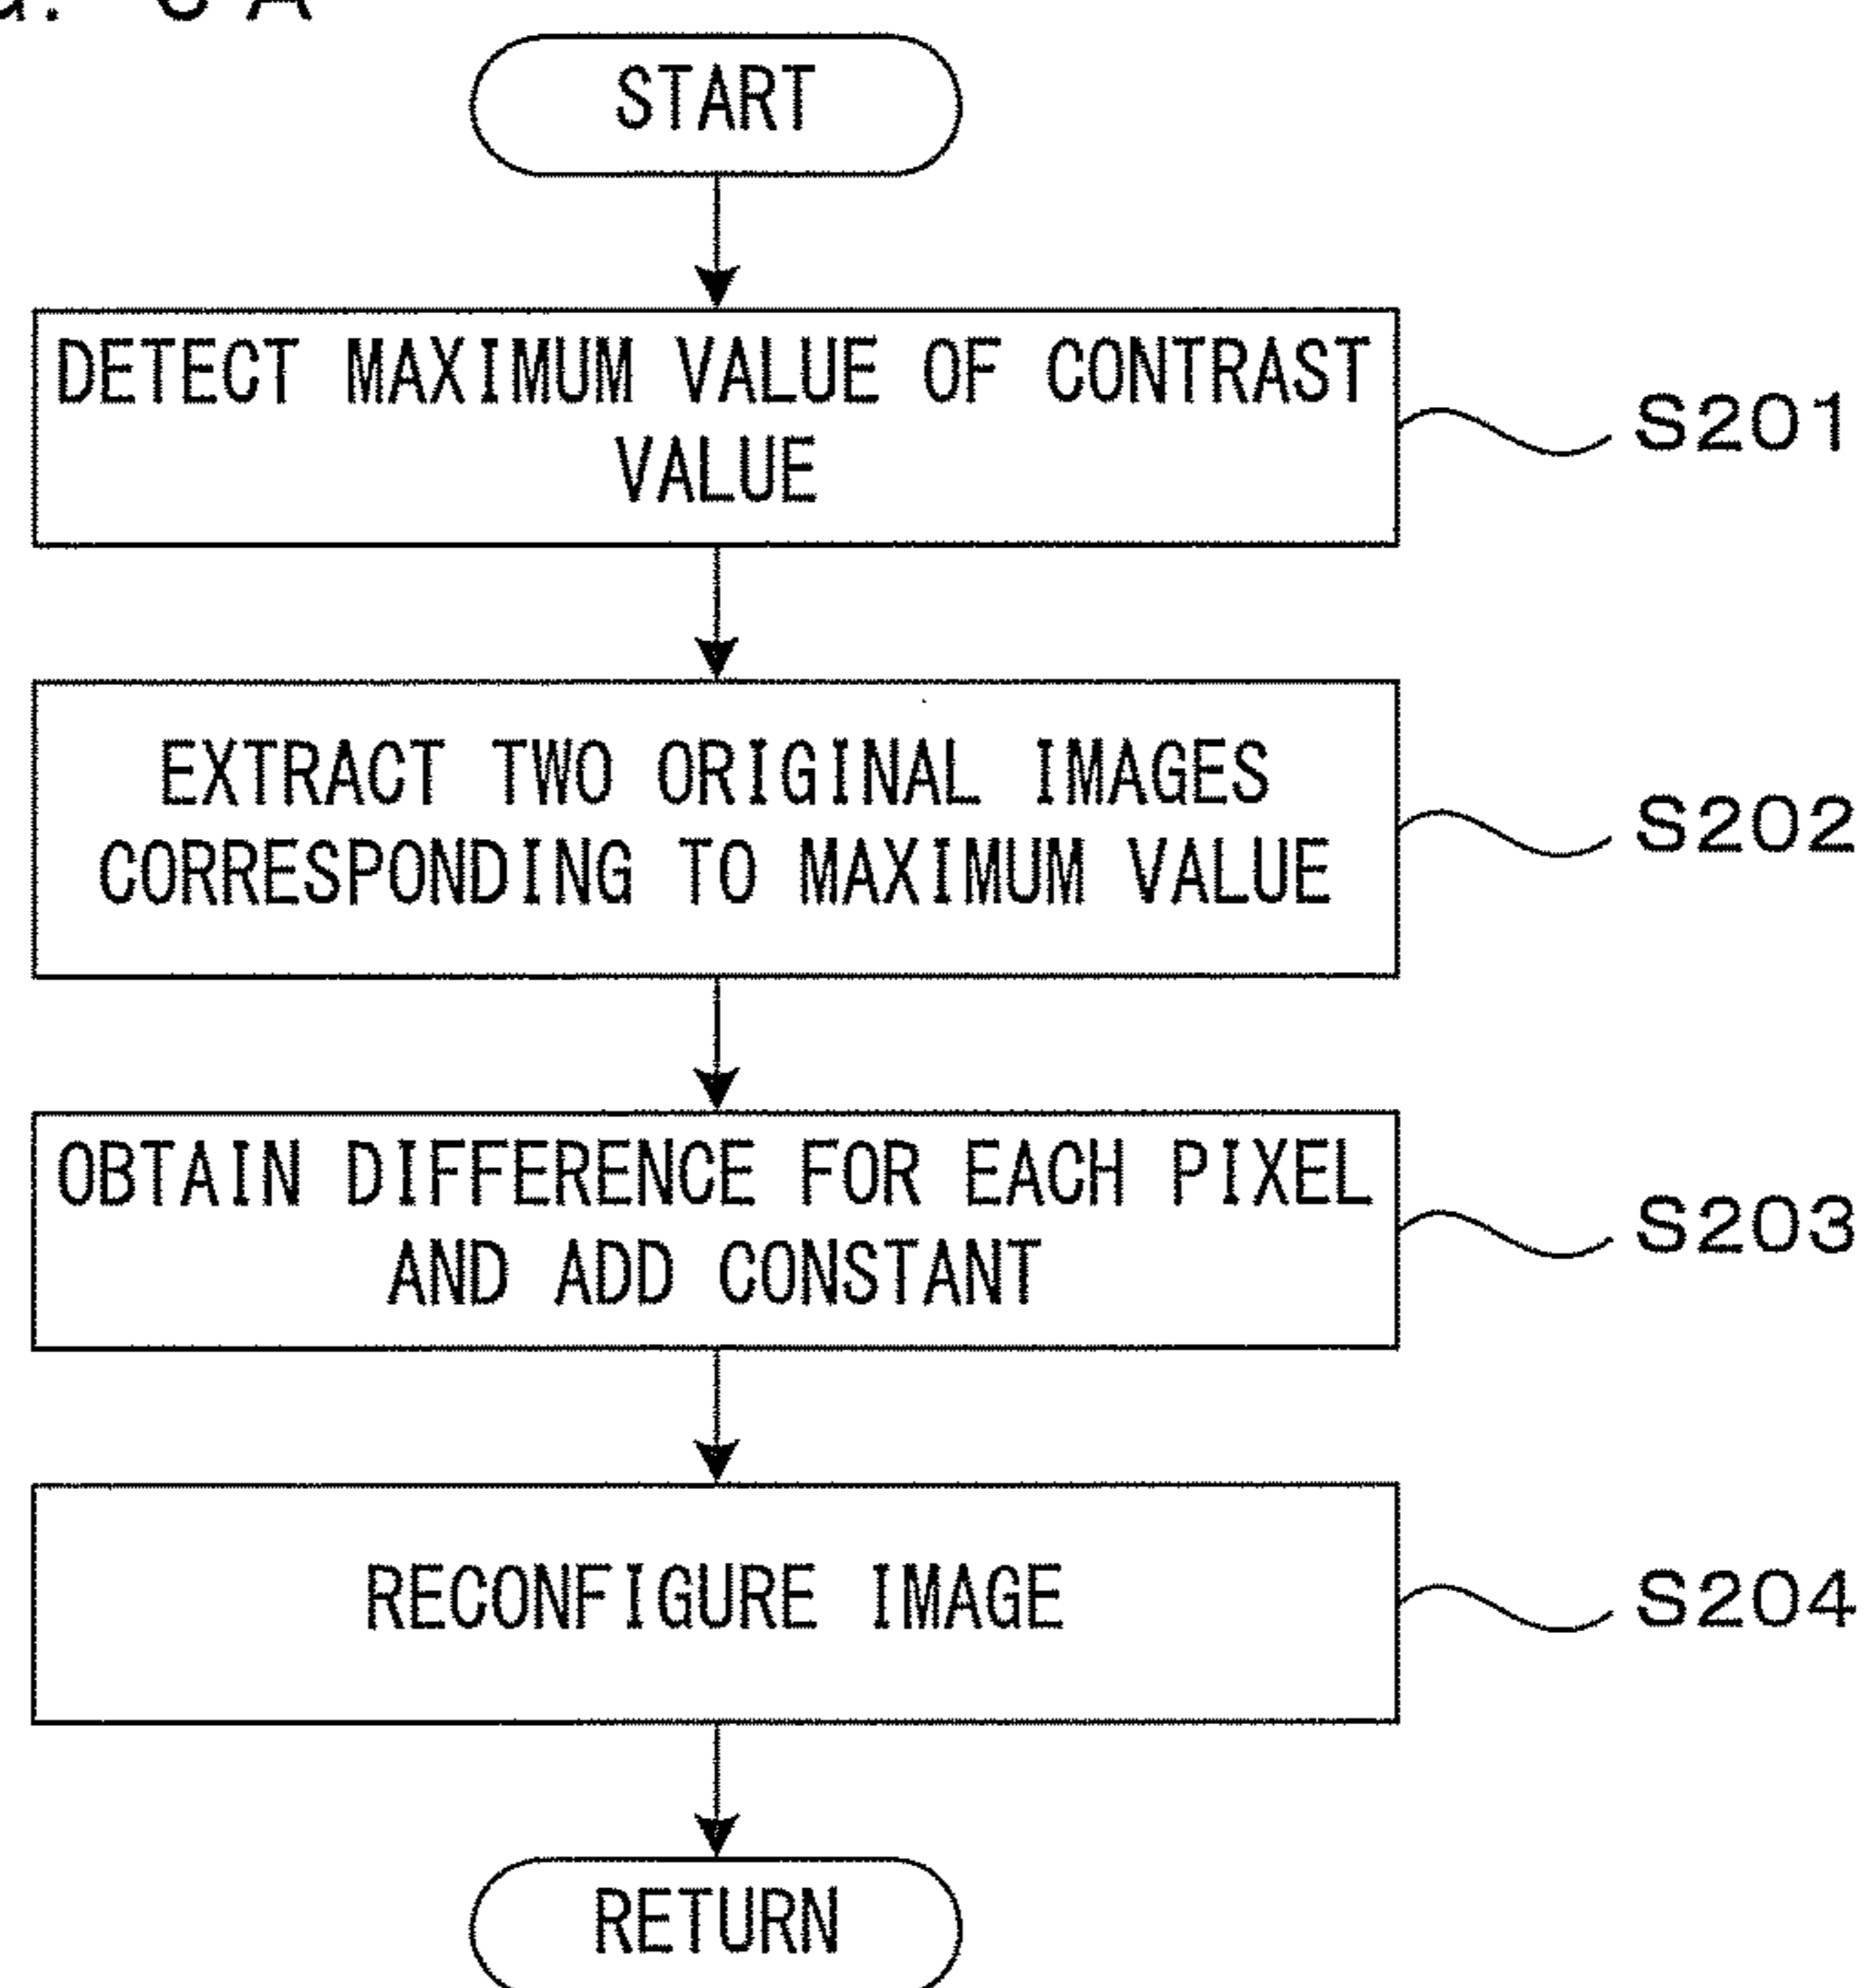 START
DETECT MAXIMUM VALUE OF CONTRAST
VALUE
S201
EXTRACT TWO ORIGINAL IMAGES
CORRESPONDING TO MAXIMUM VALUE
S202
OBTAIN DIFFERENCE FOR EACH PIXEL
AND ADD CONSTANT
S203
RECONFIGURE IMAGE
S204
RETURN